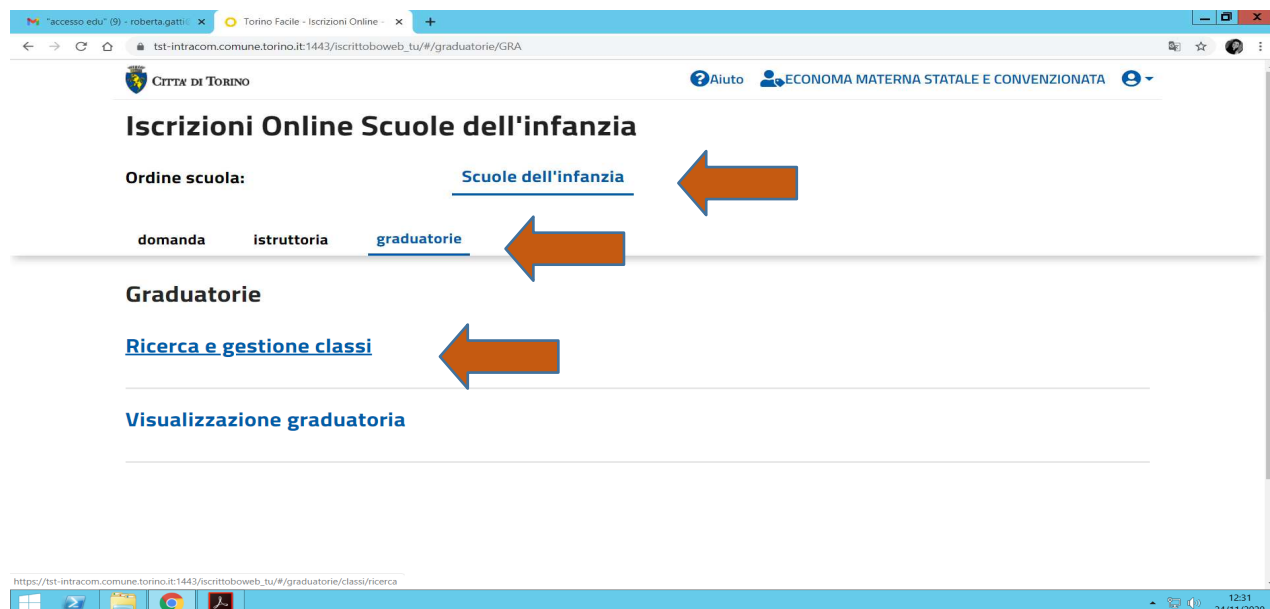 "accesso edu" (9) - roberta.gatti
Torino Facile - Iscrizioni Online -
tst-intracom.comune.torino.it:1443/iscrittoboweb_tu/#/graduatorie/GRA
CITTA' DI TORINO
Aiuto
ECONOMA MATERNA STATALE E CONVENZIONATA
Iscrizioni Online Scuole dell'infanzia
Ordine scuola:
Scuole dell'infanzia
domanda istruttoria graduatorie
Graduatorie
Ricerca e gestione classi
Visualizzazione graduatoria
https://tst-intracom.comune.torino.it:1443/iscrittoboweb_tu/#/graduatorie/classi/ricerca
12:31
24/11/2020